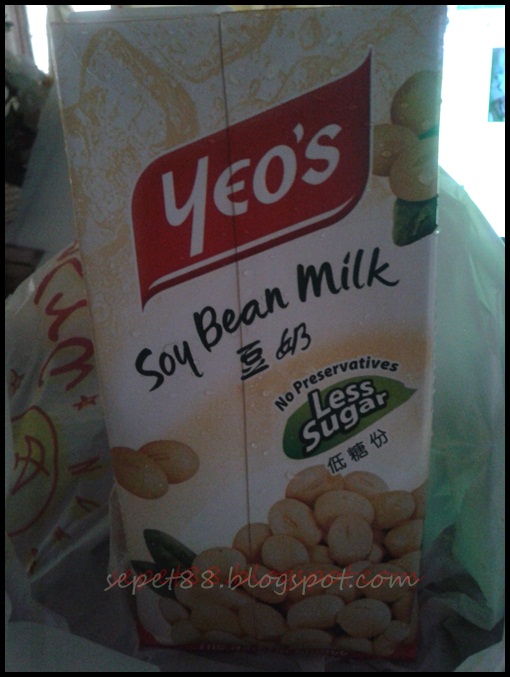 YEO'S
Soy Bean Milk
豆奶
No Preservatives
Less
Sugar
低糖份
sepet88.blogspot.com